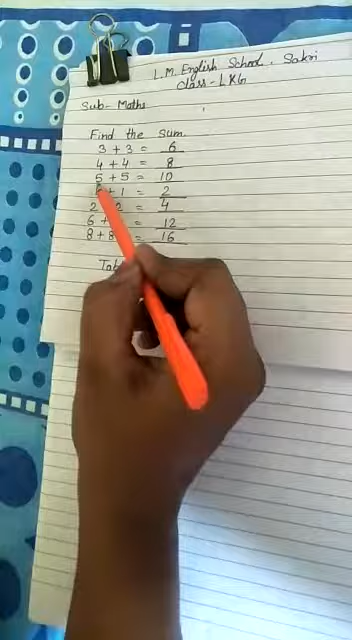 L.M. English School, Sakri
Class - LKG
Sub - Maths
Find the Sum.
3 + 3 = 6
4 + 4 = 8
5 + 5 = 10
+ 1 = 2
2 2 = 4
6 + = 12
8 + 8 = 16